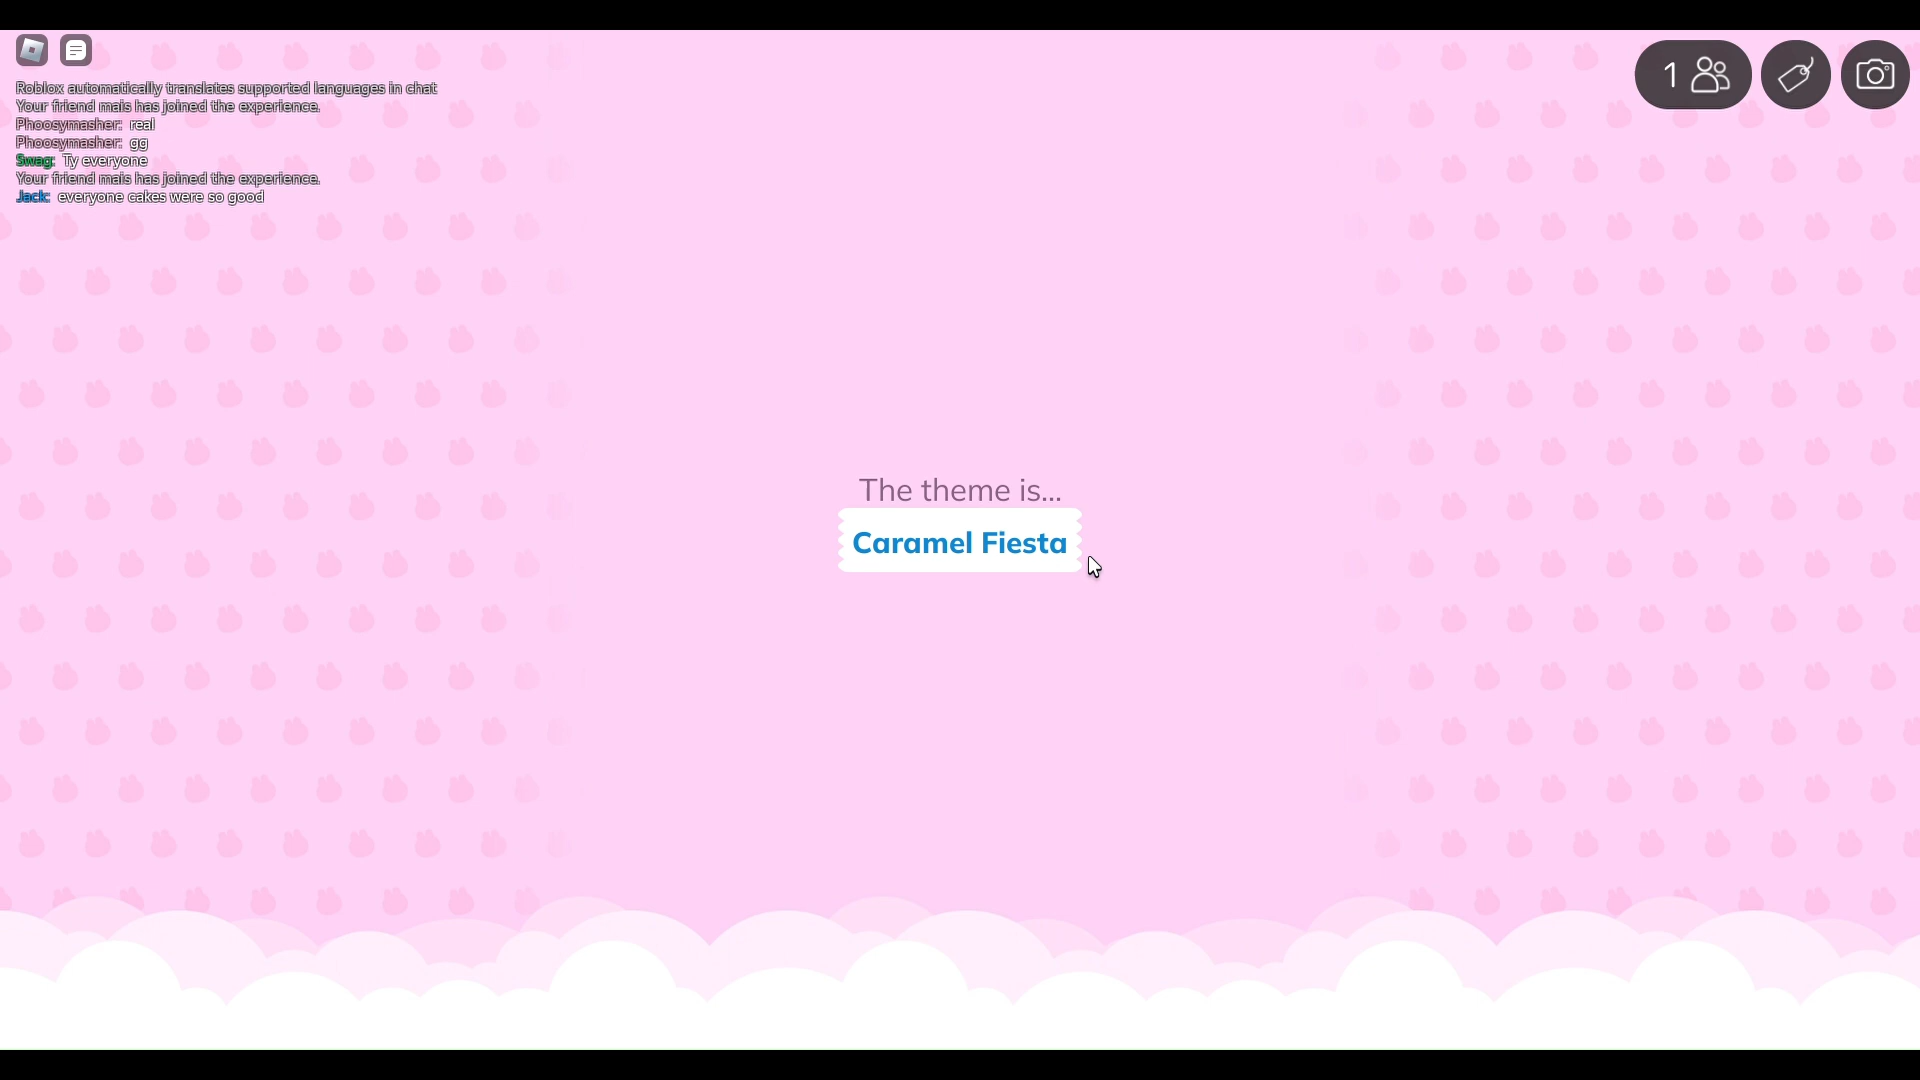 Roblox automatically translates supported languages in chat
Your friend mais has joined the experience.
Phoosymasher: real
Phoosymasher: gg
Swag: Ty everyone
Your friend mais has joined the experience.
Jack: everyone cakes were so good
1
The theme is...
Caramel Fiesta